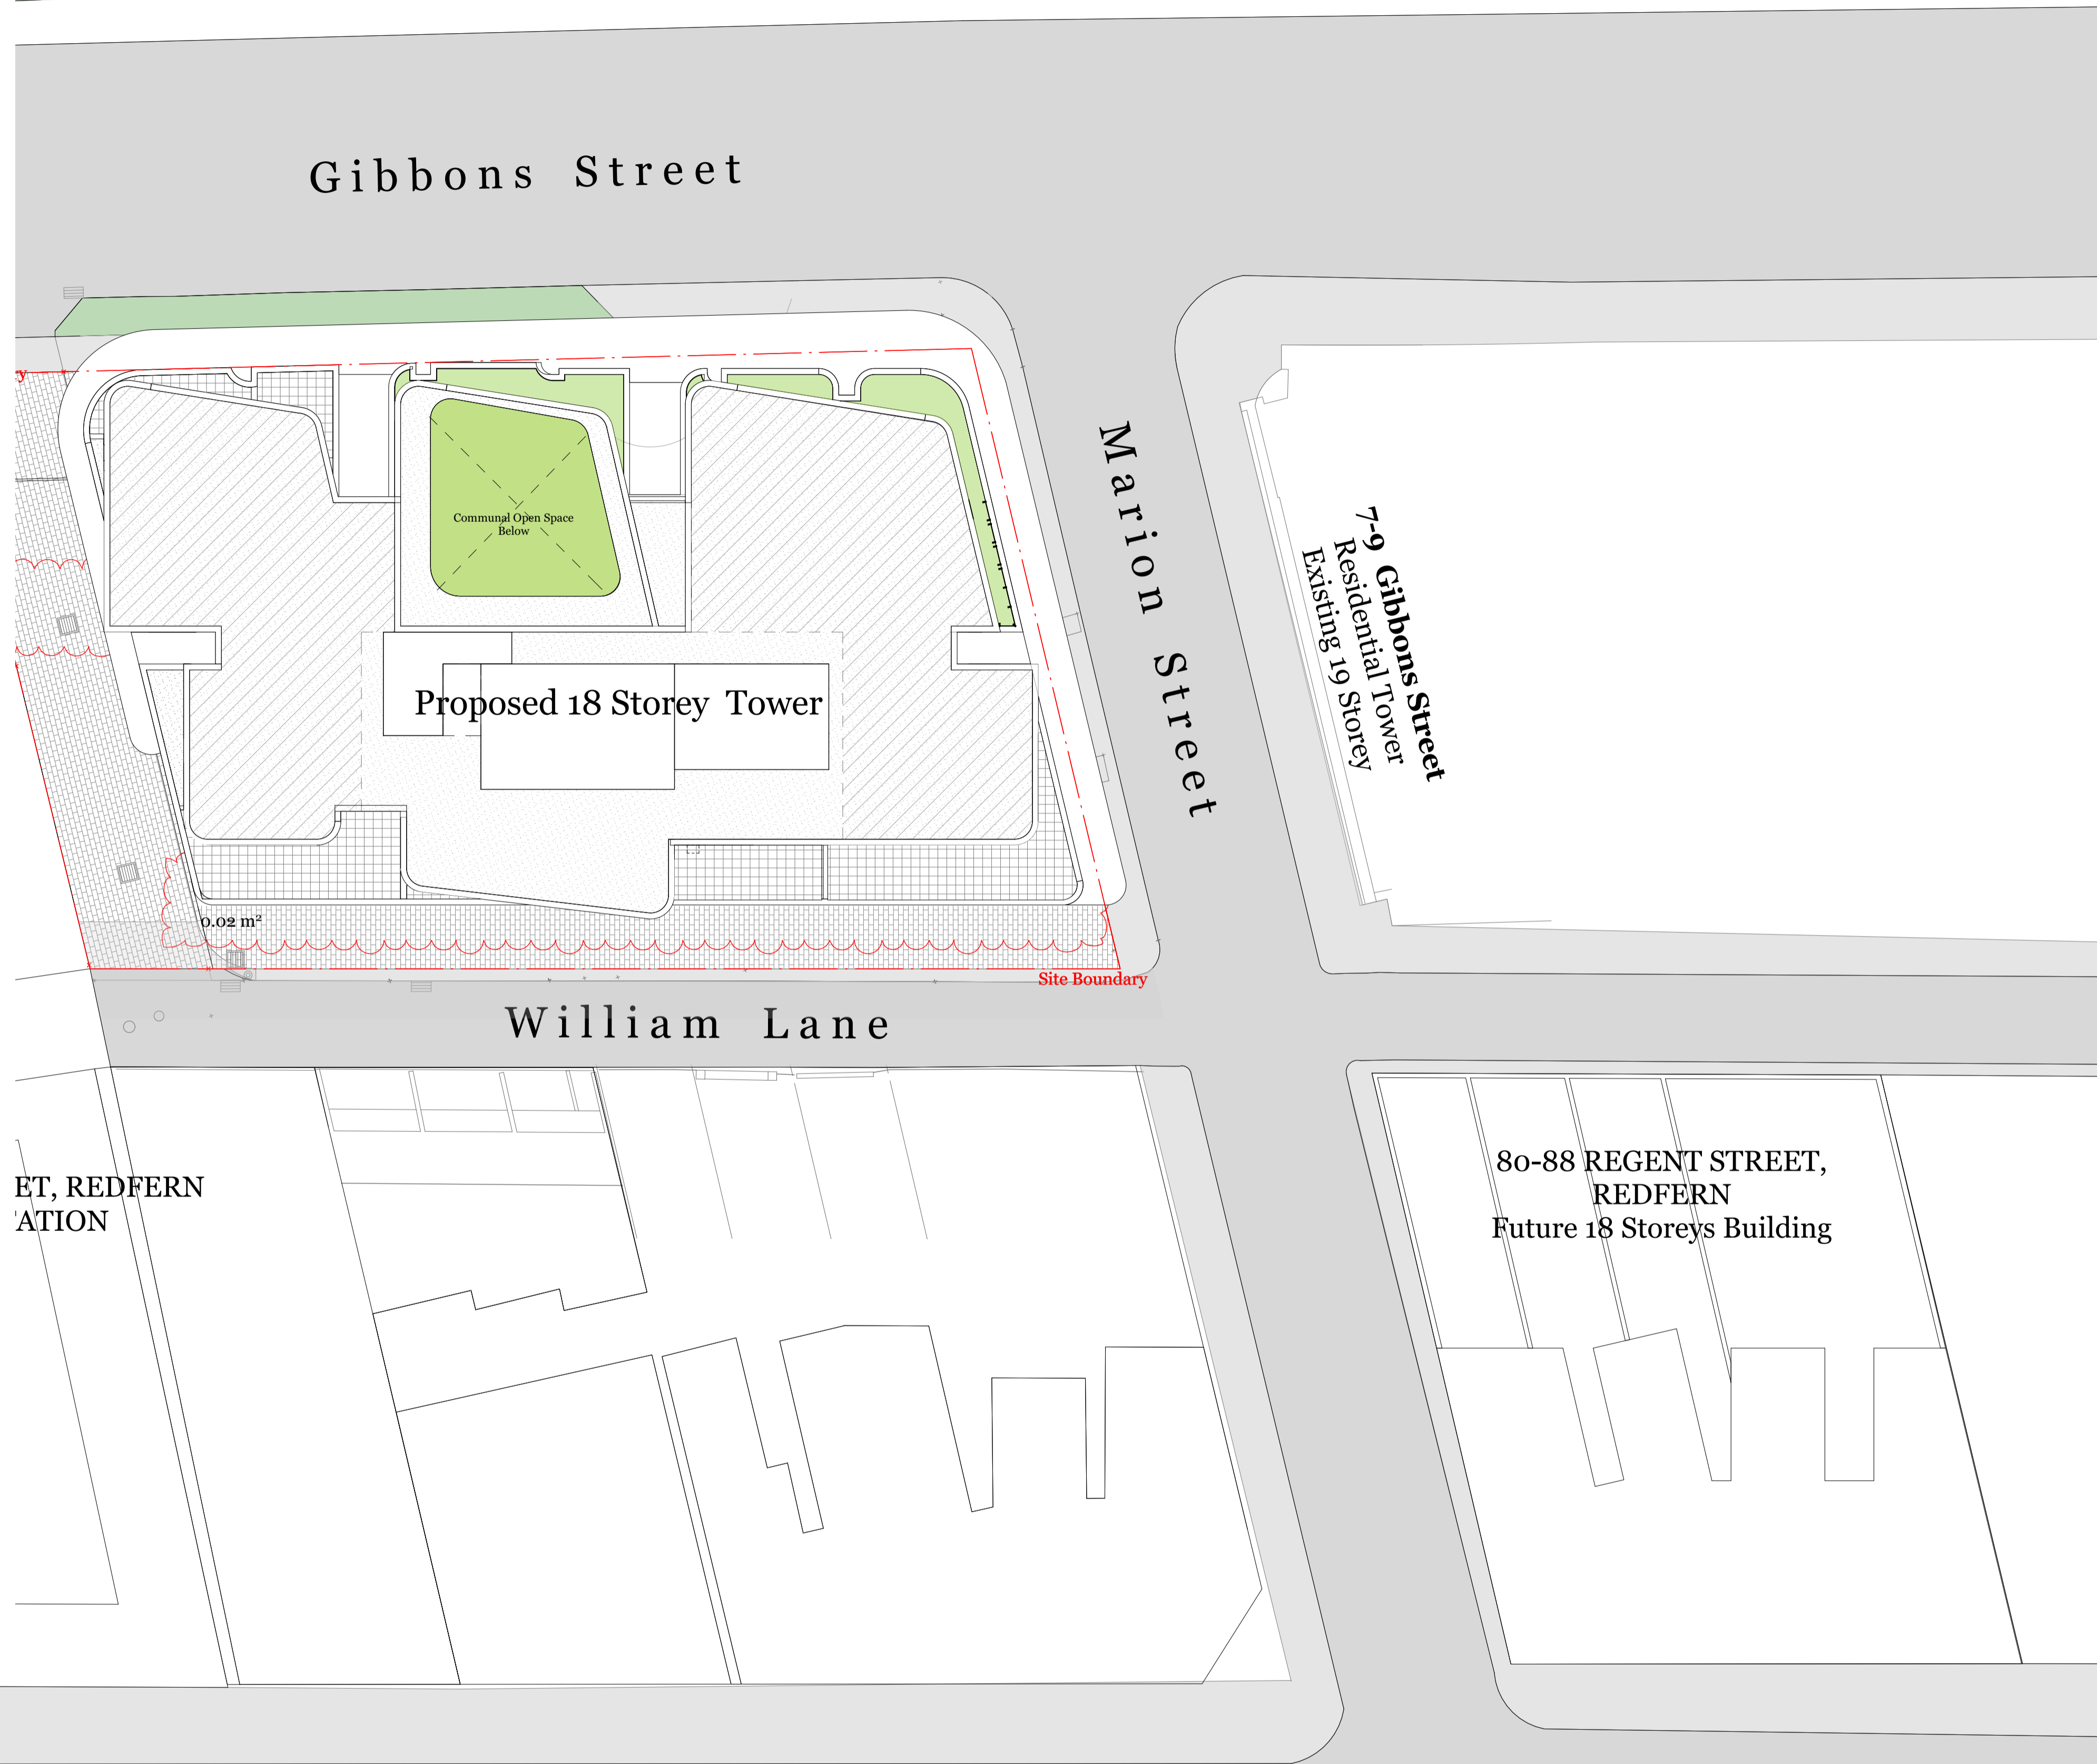 Gibbons Street
y
Communal Open Space
Below
Marion Street
7-9 Gibbons Street
Residential Tower
Existing 19 Storey
Proposed 18 Storey Tower
0.02 m²
Site Boundary
William Lane
80-88 REGENT STREET,
REDFERN
Future 18 Storeys Building
ET, REDFERN
ATION